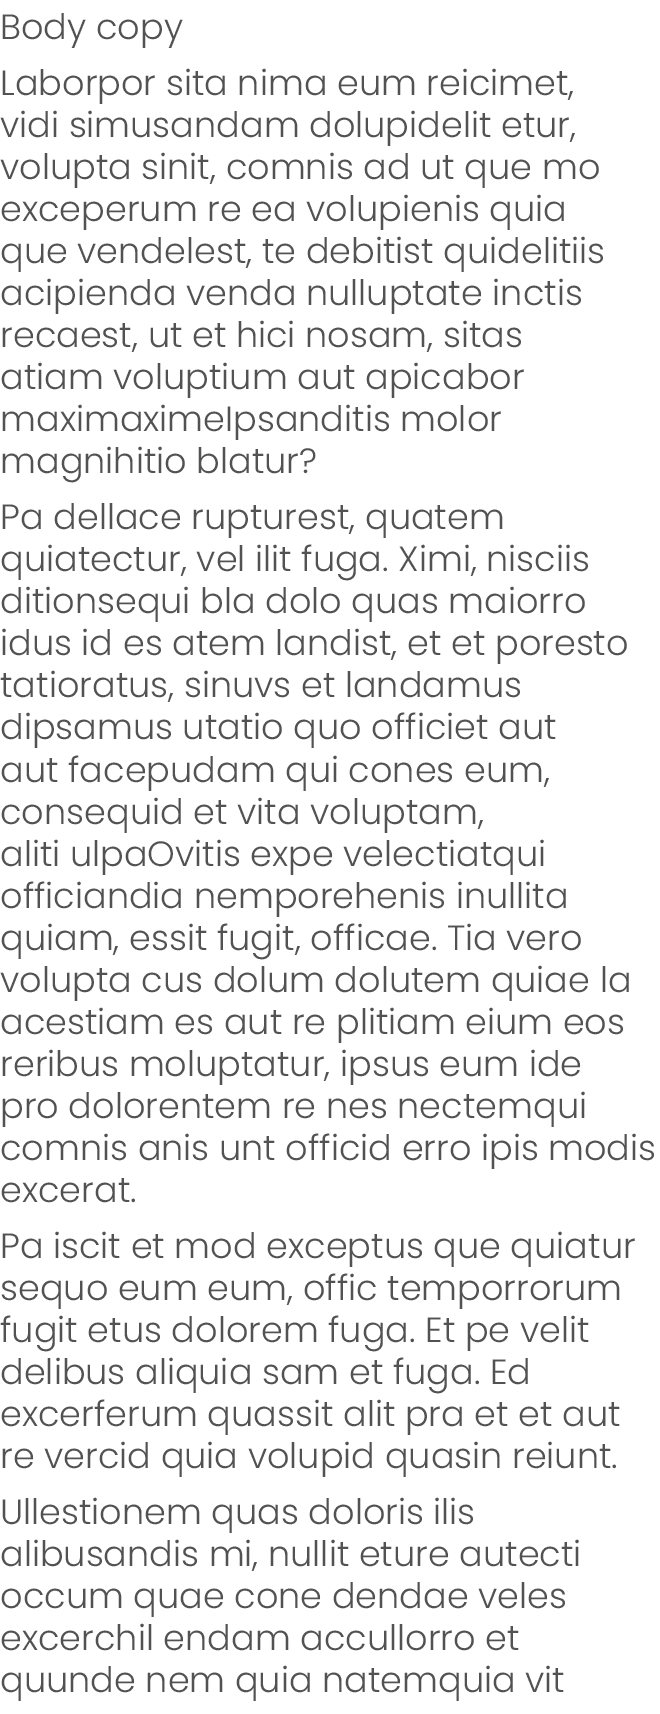 Body copy
Laborpor sita nima eum reicimet,
vidi simusandam dolupidelit etur,
volupta sinit, comnis ad ut que mo
exceperum re ea volupienis quia
que vendelest, te debitist quidelitiis
acipienda venda nulluptate inctis
recaest, ut et hici nosam, sitas
atiam voluptium aut apicabor
maximaximeIpsanditis molor
magnihitio blatur?
Pa dellace rupturest, quatem
quiatectur, vel ilit fuga. Ximi, nisciis
ditionsequi bla dolo quas maiorro
idus id es atem landist, et et poresto
tatioratus, sinuvs et landamus
dipsamus utatio quo officiet aut
aut facepudam qui cones eum,
consequid et vita voluptam,
aliti ulpaOvitis expe velectiatqui
officiandia nemporehenis inullita
quiam, essit fugit, officae. Tia vero
volupta cus dolum dolutem quiae la
acestiam es aut re plitiam eium eos
reribus moluptatur, ipsus eum ide
pro dolorentem re nes nectemqui
comnis anis unt officid erro ipis modis
excerat.
Pa iscit et mod exceptus que quiatur
sequo eum eum, offic temporrorum
fugit etus dolorem fuga. Et pe velit
delibus aliquia sam et fuga. Ed
excerferum quassit alit pra et et aut
re vercid quia volupid quasin reiunt.
Ullestionem quas doloris ilis
alibusandis mi, nullit eture autecti
occum quae cone dendae veles
excerchil endam accullorro et
quunde nem quia natemquia vit